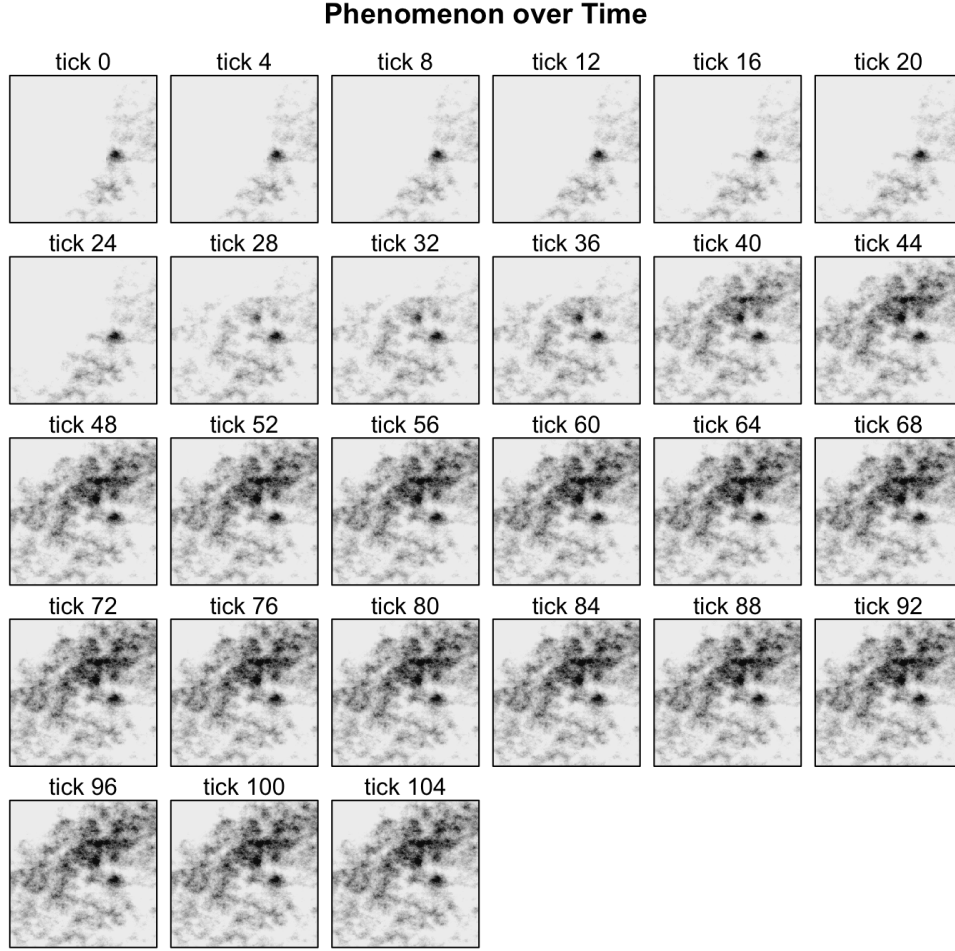 Phenomenon over Time
tick 0 tick 4 tick 8 tick 12 tick 16 tick 20
tick 24 tick 28 tick 32 tick 36 tick 40 tick 44
tick 48 tick 52 tick 56 tick 60 tick 64 tick 68
tick 72 tick 76 tick 80 tick 84 tick 88 tick 92
tick 96 tick 100 tick 104